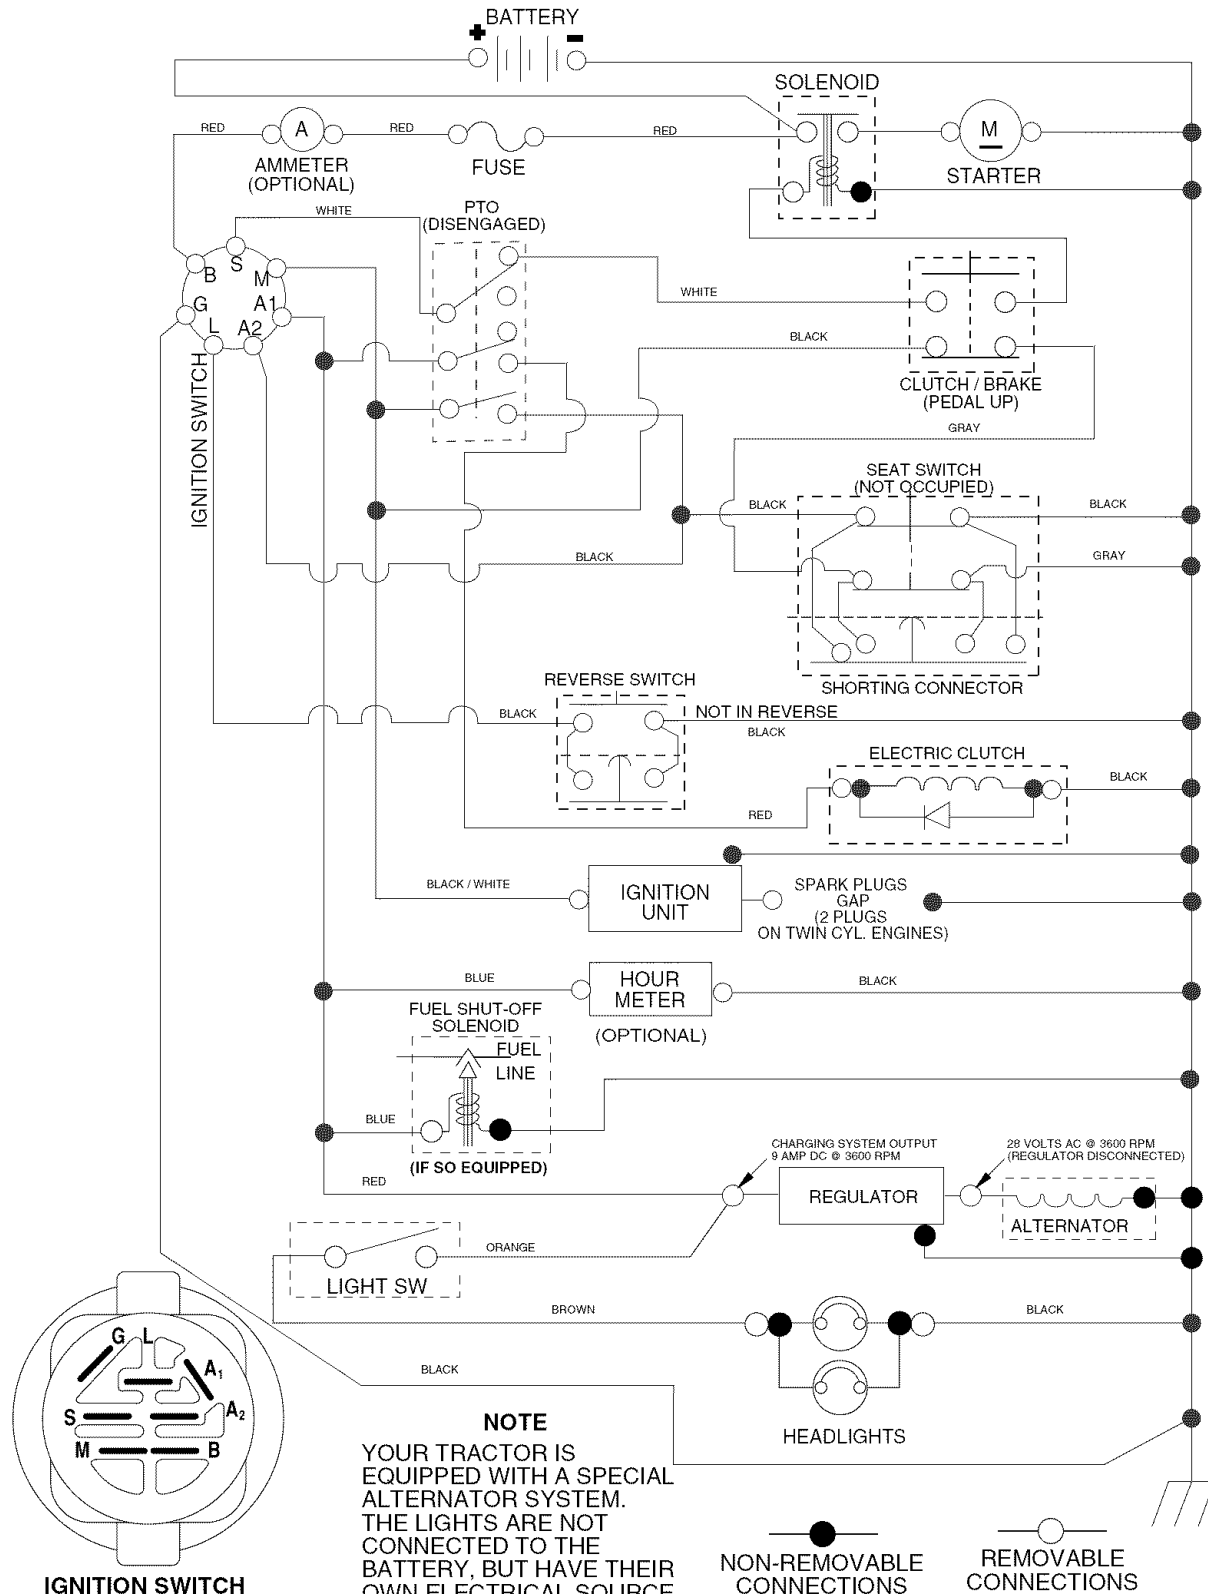 BATTERY
+ −
SOLENOID
RED
A
RED
FUSE
RED
M
AMMETER
(OPTIONAL)
STARTER
WHITE
PTO
(DISENGAGED)
B
S
M
G
A1
L
A2
IGNITION SWITCH
WHITE
BLACK
CLUTCH / BRAKE
(PEDAL UP)
GRAY
SEAT SWITCH
(NOT OCCUPIED)
BLACK
BLACK
BLACK
GRAY
SHORTING CONNECTOR
REVERSE SWITCH
BLACK
NOT IN REVERSE
BLACK
ELECTRIC CLUTCH
BLACK
RED
BLACK / WHITE
IGNITION
UNIT
SPARK PLUGS
GAP
(2 PLUGS
ON TWIN CYL. ENGINES)
BLUE
HOUR
METER
BLACK
(OPTIONAL)
FUEL SHUT-OFF
SOLENOID
FUEL
LINE
BLUE
(IF SO EQUIPPED)
CHARGING SYSTEM OUTPUT
9 AMP DC @ 3600 RPM
28 VOLTS AC @ 3600 RPM
(REGULATOR DISCONNECTED)
RED
REGULATOR
ALTERNATOR
ORANGE
LIGHT SW
BROWN
BLACK
BLACK
HEADLIGHTS
G L
A1
S
A2
M
B
IGNITION SWITCH
NOTE
YOUR TRACTOR IS
EQUIPPED WITH A SPECIAL
ALTERNATOR SYSTEM.
THE LIGHTS ARE NOT
CONNECTED TO THE
BATTERY, BUT HAVE THEIR
OWN ELECTRICAL SOURCE
NON-REMOVABLE
CONNECTIONS
REMOVABLE
CONNECTIONS